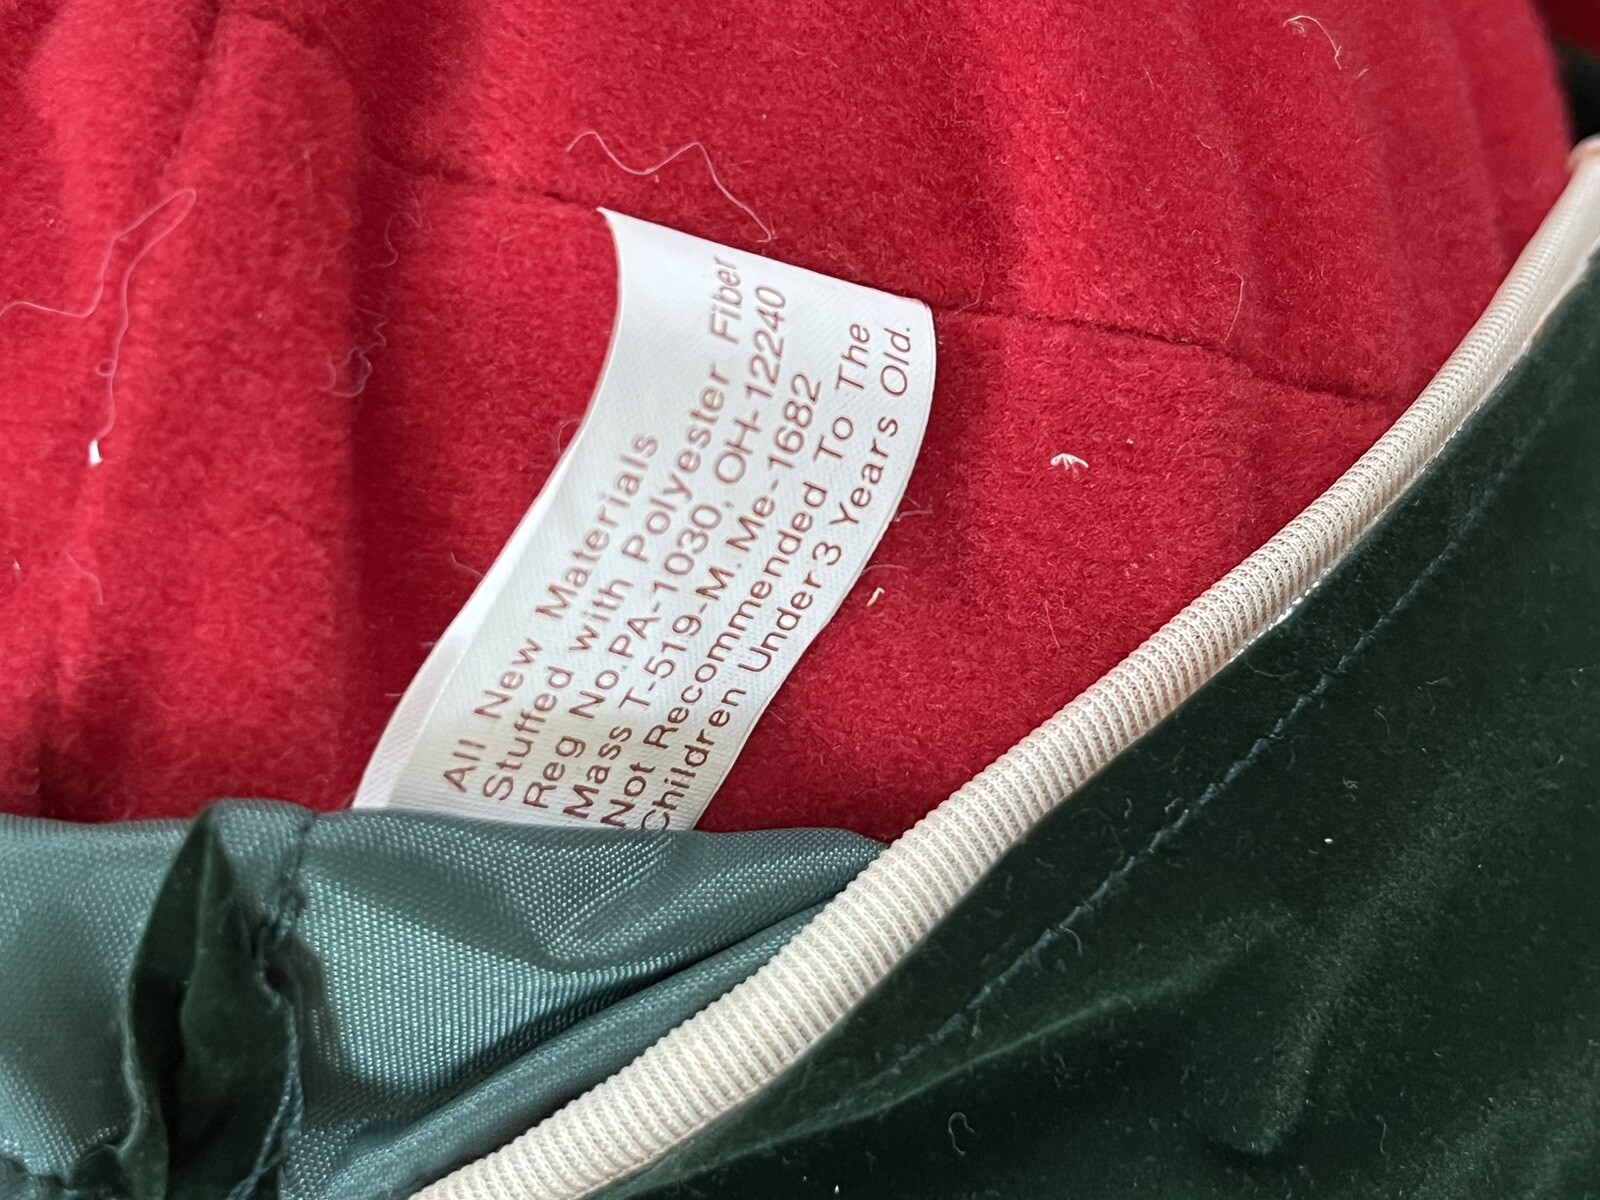 All New Materials
Stuffed with Polyester Fiber
Reg No.PA-1030, OH-12240
Mass T-519-M. Me-1682
Not Recommended To The
Children Under 3 Years Old.